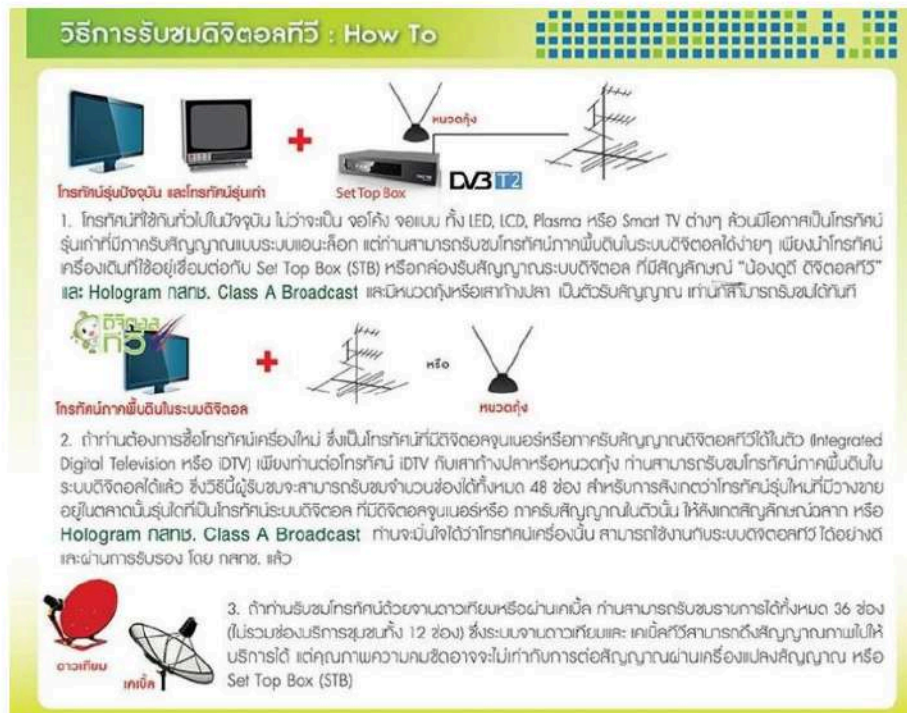 วิธีการรับชมดิจิตอลทีวี : How To
หนวดกุ้ง
Set Top Box
DVB T2
โทรทัศน์รุ่นปัจจุบัน และโทรทัศน์รุ่นเก่า
1. โทรทัศน์ที่ใช้กันทั่วไปในปัจจุบัน ไม่ว่าจะเป็น จอโค้ง จอแบน ทั้ง LED, LCD, Plasma หรือ Smart TV ต่างๆ ล้วนมีโอกาสเป็นโทรทัศน์
รุ่นเก่าที่มีภาครับสัญญาณแบบระบบแอนะล็อก แต่ท่านสามารถรับชมโทรทัศน์ภาคพื้นดินในระบบดิจิตอลได้ง่ายๆ เพียงนำโทรทัศน์
เครื่องเดิมที่ใช้อยู่เชื่อมต่อกับ Set Top Box (STB) หรือกล่องรับสัญญาณระบบดิจิตอล ที่มีสัญลักษณ์ "น้องดูดี ดิจิตอลทีวี"
และ Hologram กสทช. Class A Broadcast และมีหนวดกุ้งหรือเสาก้างปลา เป็นตัวรับสัญญาณ เท่านี้ก็สามารถรับชมได้ทันที
ดิจิตอล
ทีวี
หรือ
หนวดกุ้ง
โทรทัศน์ภาคพื้นดินในระบบดิจิตอล
2. ถ้าท่านต้องการซื้อโทรทัศน์เครื่องใหม่ ซึ่งเป็นโทรทัศน์ที่มีดิจิตอลจูนเนอร์หรือภาครับสัญญาณดิจิตอลทีวีได้ในตัว (Integrated
Digital Television หรือ iDTV) เพียงท่านต่อโทรทัศน์ iDTV กับเสาก้างปลาหรือหนวดกุ้ง ท่านสามารถรับชมโทรทัศน์ภาคพื้นดินใน
ระบบดิจิตอลได้แล้ว ซึ่งวิธีนี้ผู้รับชมจะสามารถรับชมจำนวนช่องได้ทั้งหมด 48 ช่อง สำหรับการสังเกตว่าโทรทัศน์รุ่นใหม่ที่มีวางขาย
อยู่ในตลาดนั้นรุ่นใดที่เป็นโทรทัศน์ระบบดิจิตอล ที่มีดิจิตอลจูนเนอร์หรือ ภาครับสัญญาณในตัวนั้น ให้สังเกตสัญลักษณ์ฉลาก หรือ
Hologram กสทช. Class A Broadcast ท่านจะมั่นใจได้ว่าโทรทัศน์เครื่องนั้น สามารถใช้งานกับระบบดิจิตอลทีวี ได้อย่างดี
และผ่านการรับรอง โดย กสทช. แล้ว
3. ถ้าท่านรับชมโทรทัศน์ด้วยจานดาวเทียมหรือผ่านเคเบิ้ล ท่านสามารถรับชมรายการได้ทั้งหมด 36 ช่อง
(ไม่รวมช่องบริการชุมชนทั้ง 12 ช่อง) ซึ่งระบบจานดาวเทียมและ เคเบิ้ลทีวีสามารถดึงสัญญาณภาพไปให้
บริการได้ แต่คุณภาพความคมชัดอาจจะไม่เท่ากับการต่อสัญญาณผ่านเครื่องแปลงสัญญาณ หรือ
Set Top Box (STB)
ดาวเทียม
เคเบิ้ล